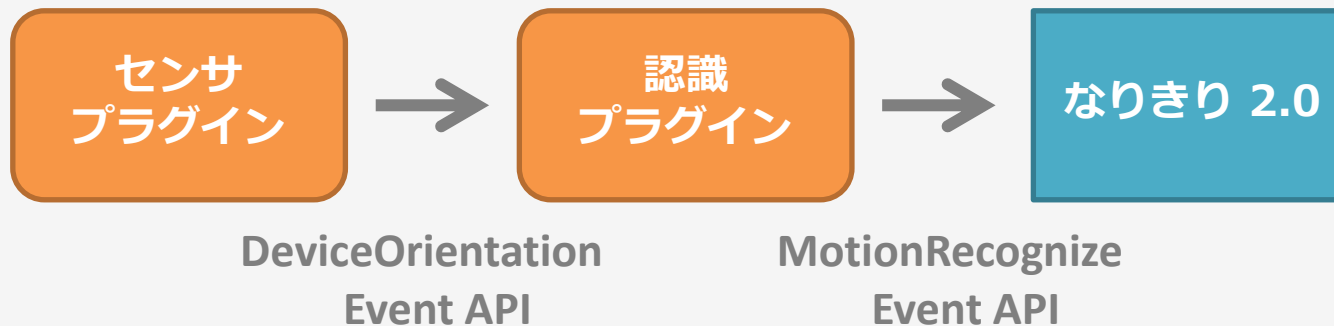 センサ
プラグイン
認識
プラグイン
なりきり 2.0
DeviceOrientation
Event API
MotionRecognize
Event API